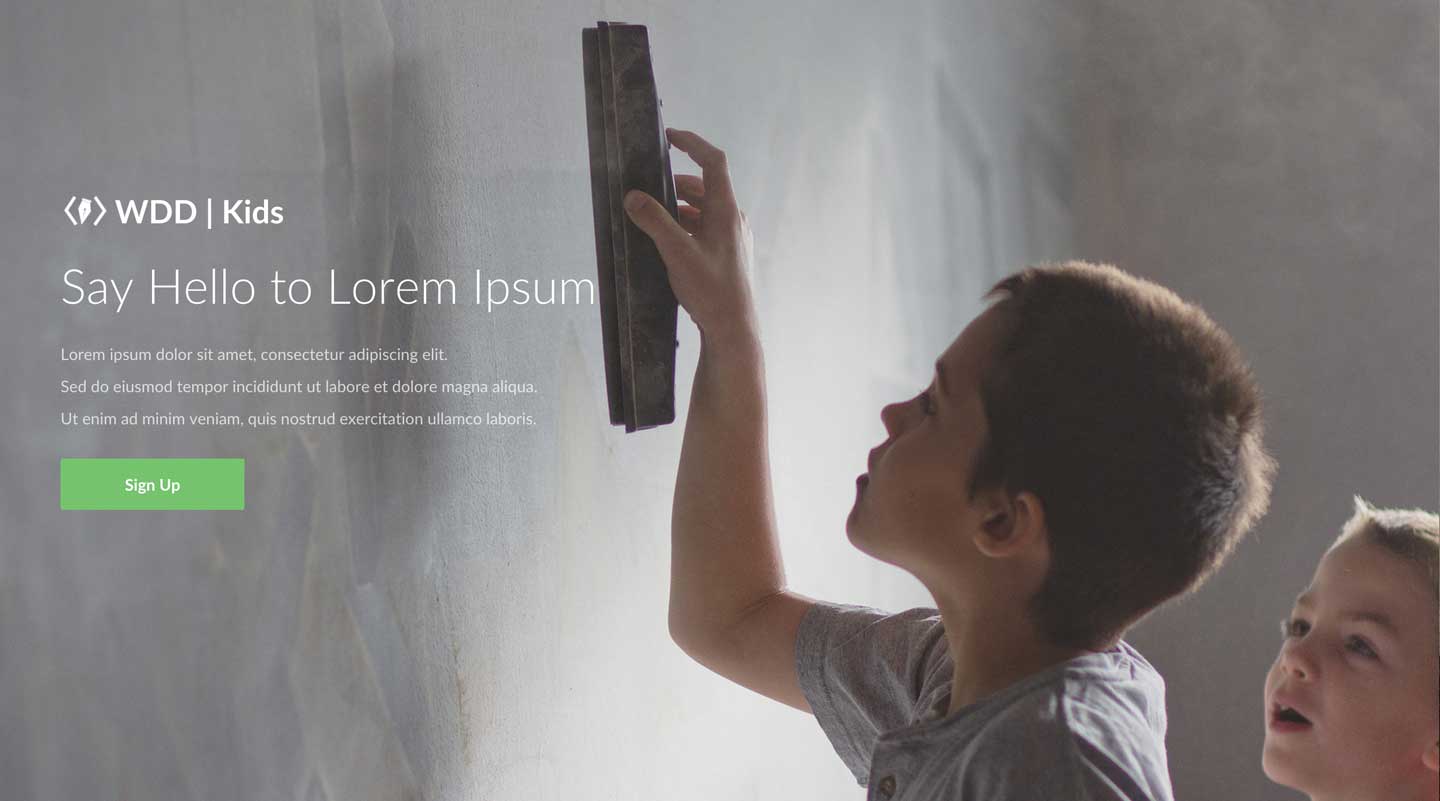 WDD | Kids
Say Hello to Lorem Ipsum
Lorem ipsum dolor sit amet, consectetur adipiscing elit.
Sed do eiusmod tempor incididunt ut labore et dolore magna aliqua.
Ut enim ad minim veniam, quis nostrud exercitation ullamco laboris.
Sign Up